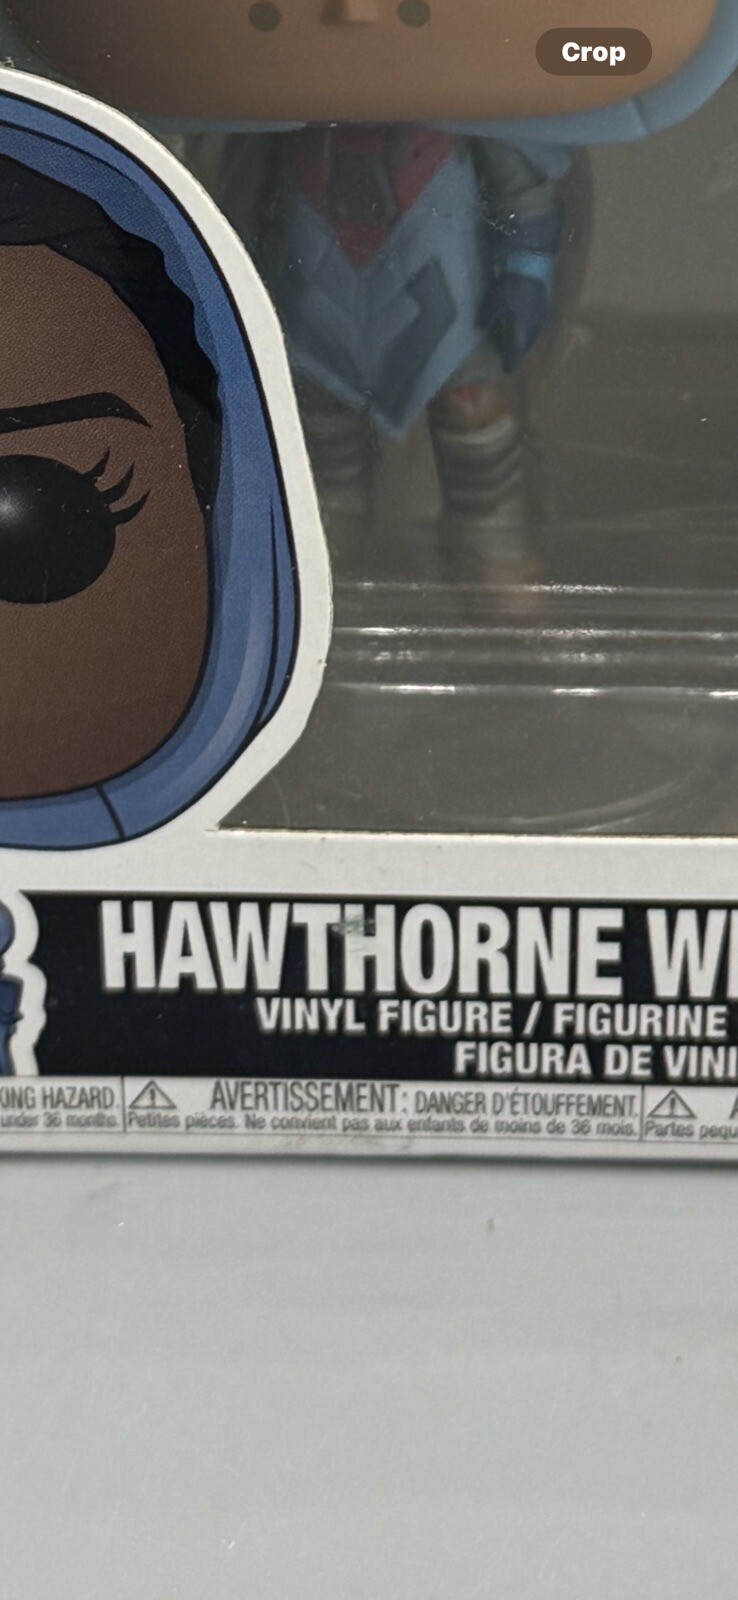 Crop
HAWTHORNE
VINYL FIGURE / FIGURINE
FIGURA DE
HAZARD. AVERTISSEMENT: DANGER D'ÉTOUFFEMENT.
under 36 months. Petites pièces. Ne convient pas aux enfants de moins de 36 mois. Partes